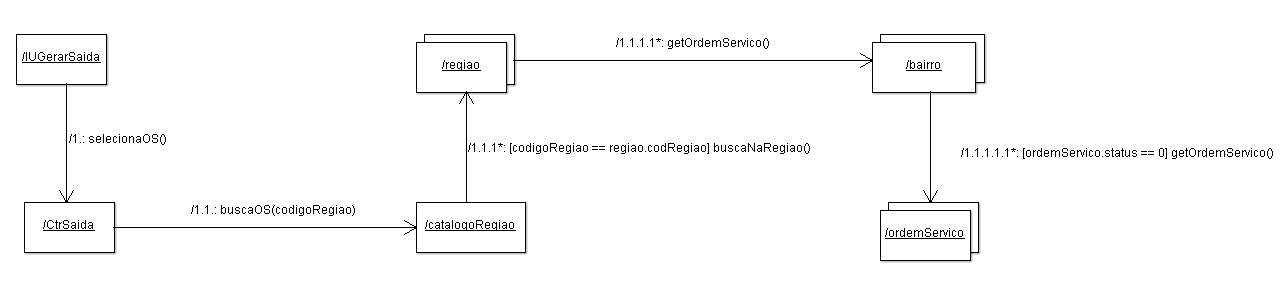 /IUGerarSaida
/1.: selecionaOS()
/CtrSaida
/1.1.: buscaOS(codigoRegiao)
/catalogoRegiao
/1.1.1*: [codigoRegiao == regiao.codRegiao] buscaNaRegiao()
/regiao
/1.1.1.1*: getOrdemServico()
/bairro
/1.1.1.1.1*: [ordemServico.status == 0] getOrdemServico()
/ordemServico